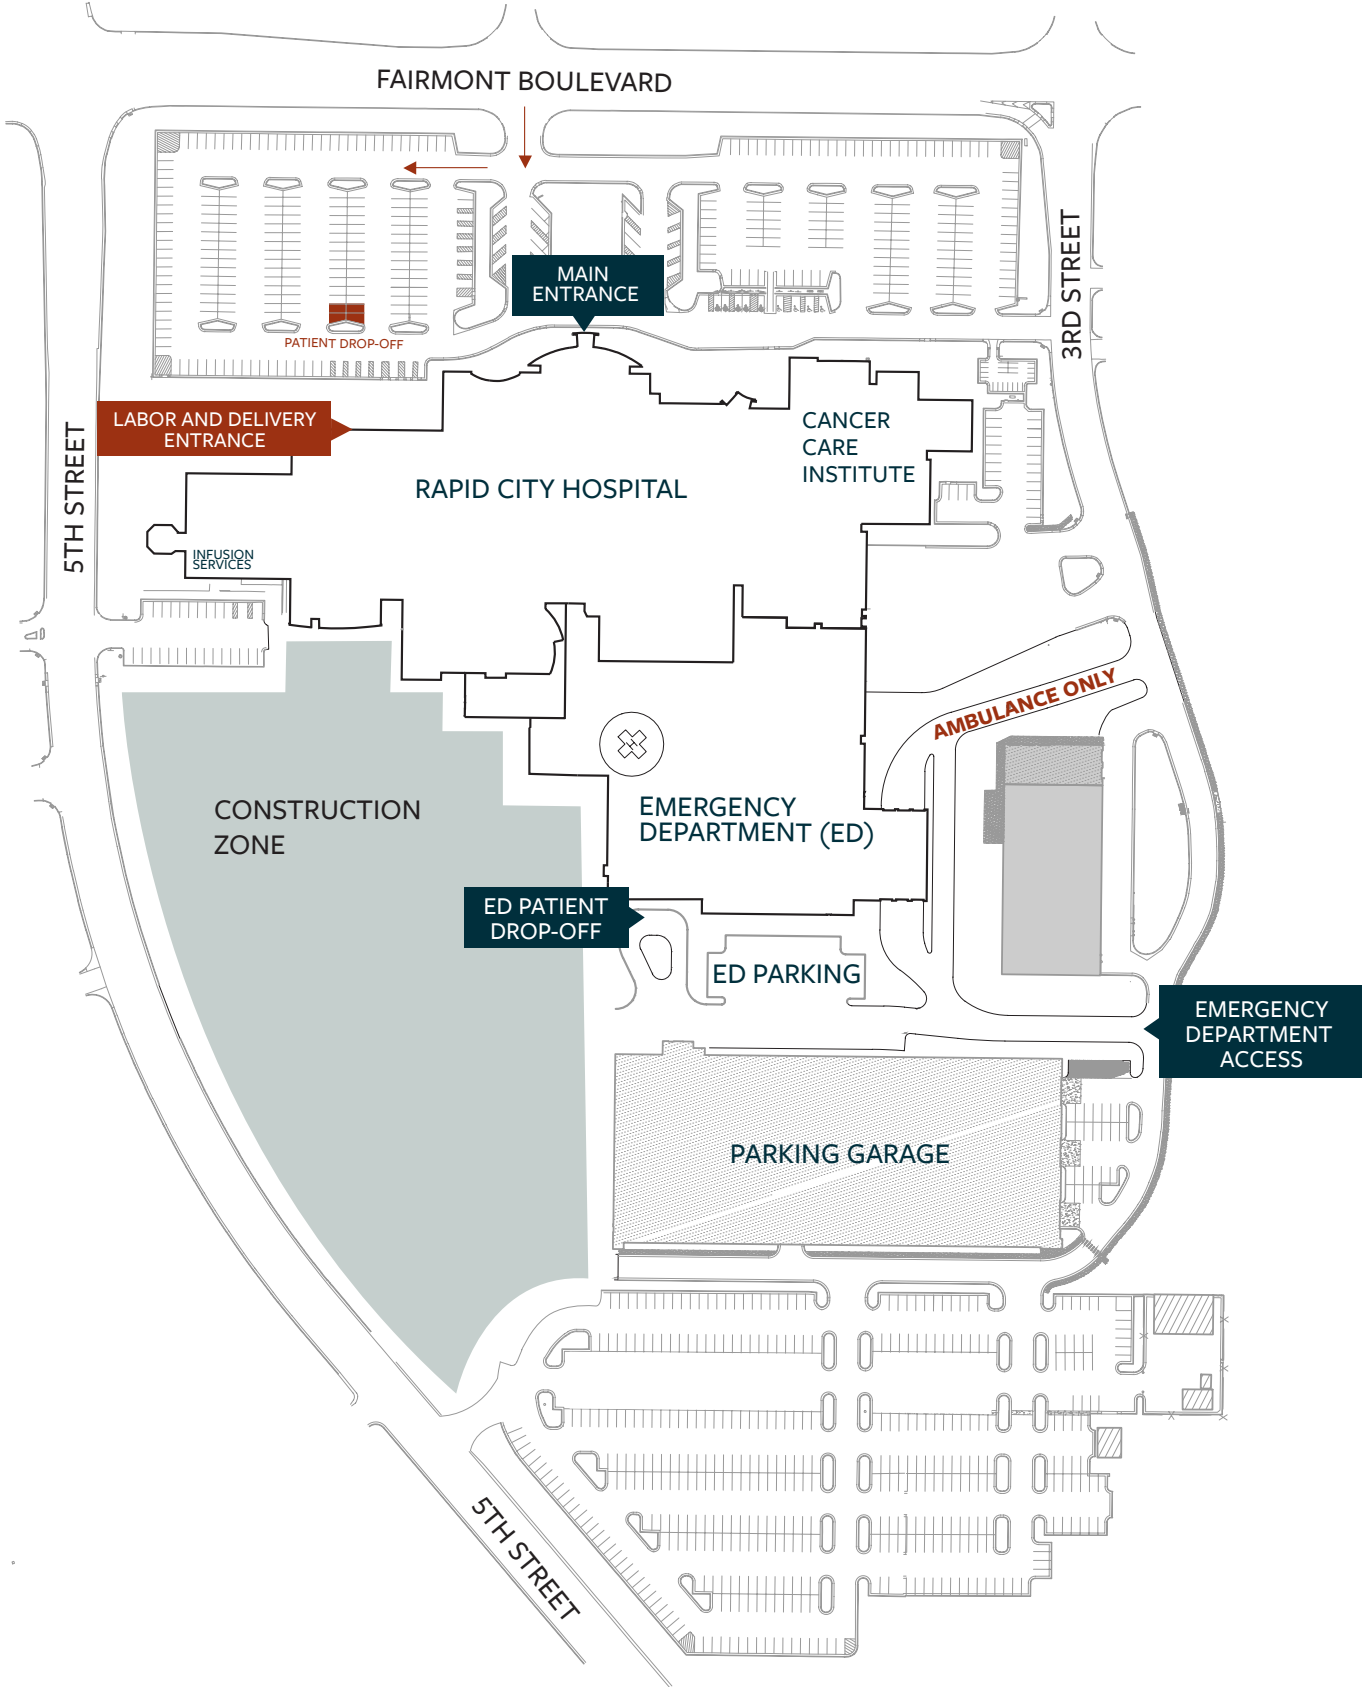 FAIRMONT BOULEVARD
3RD STREET
MAIN
ENTRANCE
PATIENT DROP-OFF
LABOR AND DELIVERY
ENTRANCE
CANCER
CARE
INSTITUTE
5TH STREET
RAPID CITY HOSPITAL
INFUSION
SERVICES
AMBULANCE ONLY
CONSTRUCTION
ZONE
EMERGENCY
DEPARTMENT (ED)
ED PATIENT
DROP-OFF
ED PARKING
EMERGENCY
DEPARTMENT
ACCESS
PARKING GARAGE
5TH STREET